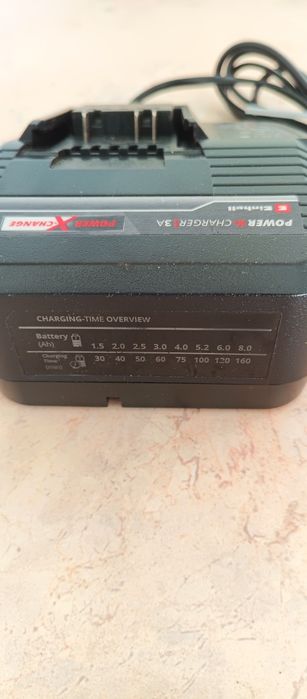 Einhell
POWER X-CHARGER 3A
POWER X CHANGE
CHARGING-TIME OVERVIEW
Battery (Ah) 1.5 2.0 2.5 3.0 4.0 5.2 6.0 8.0
Charging Time (min) 30 40 50 60 75 100 120 160